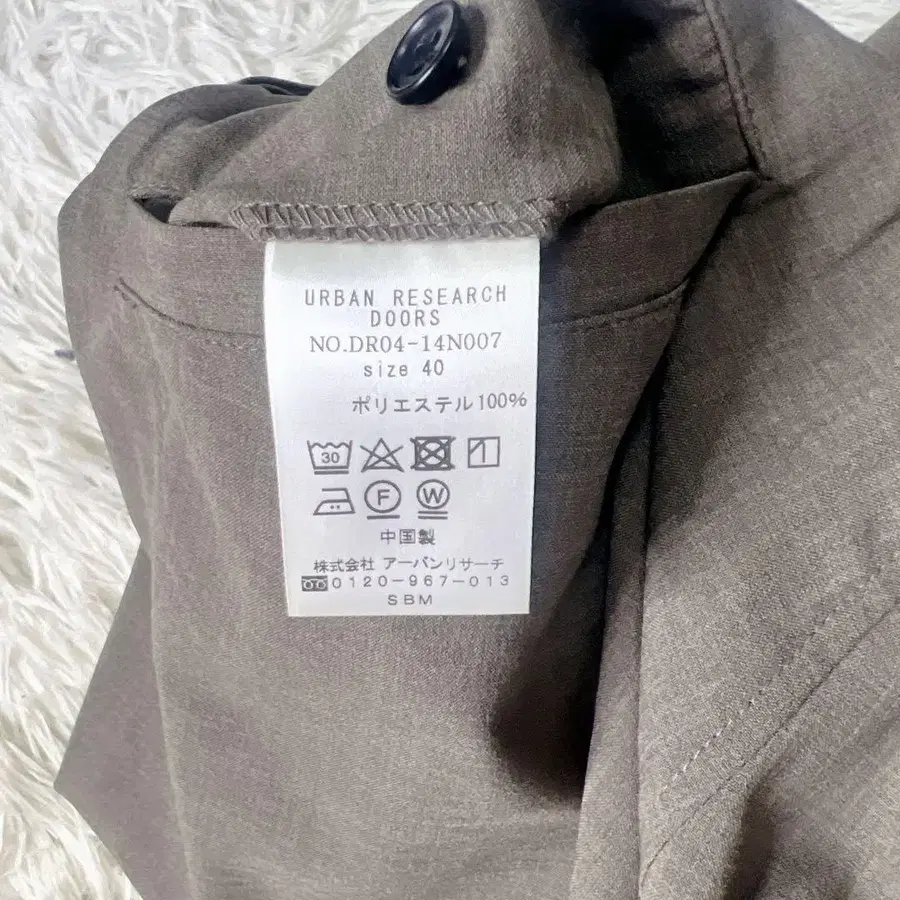 URBAN RESEARCH
DOORS
NO.DR04-14N007
size 40
ポリエステル100%
30
F W
中国製
株式会社 アーバンリサーチ
0120-967-013
SBM